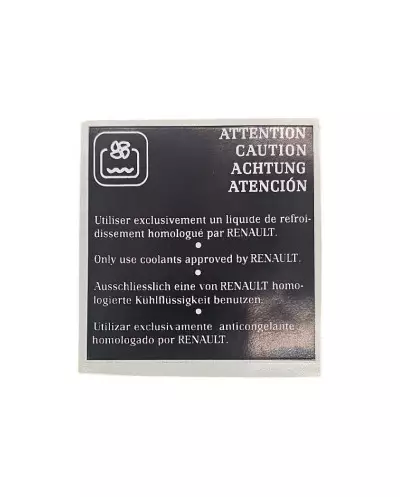 ATTENTION
CAUTION
ACHTUNG
ATENCIÓN
Utiliser exclusivement un liquide de refroi-
dissement homologué par RENAULT.
Only use coolants approved by RENAULT.
Ausschliesslich eine von RENAULT homo-
logierte Kühlflüssigkeit benutzen.
Utilizar exclusivamente anticongelante
homologado por RENAULT.